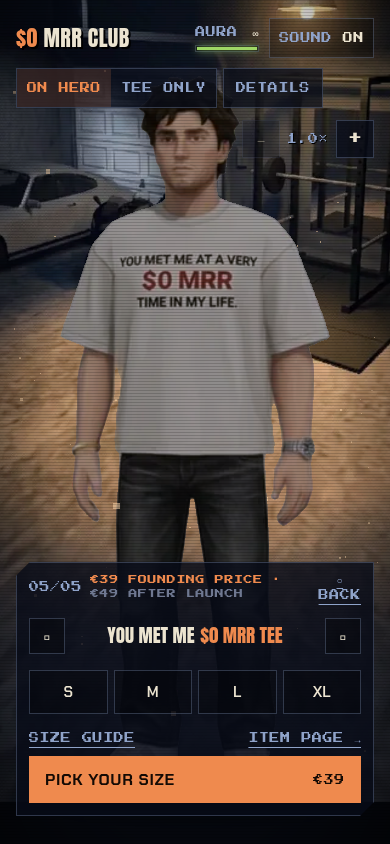 $0 MRR CLUB
AURA ∞
SOUND ON
ON HERO TEE ONLY DETAILS
1.0× +
YOU MET ME AT A VERY
$0 MRR
TIME IN MY LIFE.
05/05
€39 FOUNDING PRICE ·
€49 AFTER LAUNCH
BACK
YOU MET ME $0 MRR TEE
S M L XL
SIZE GUIDE
ITEM PAGE
PICK YOUR SIZE €39